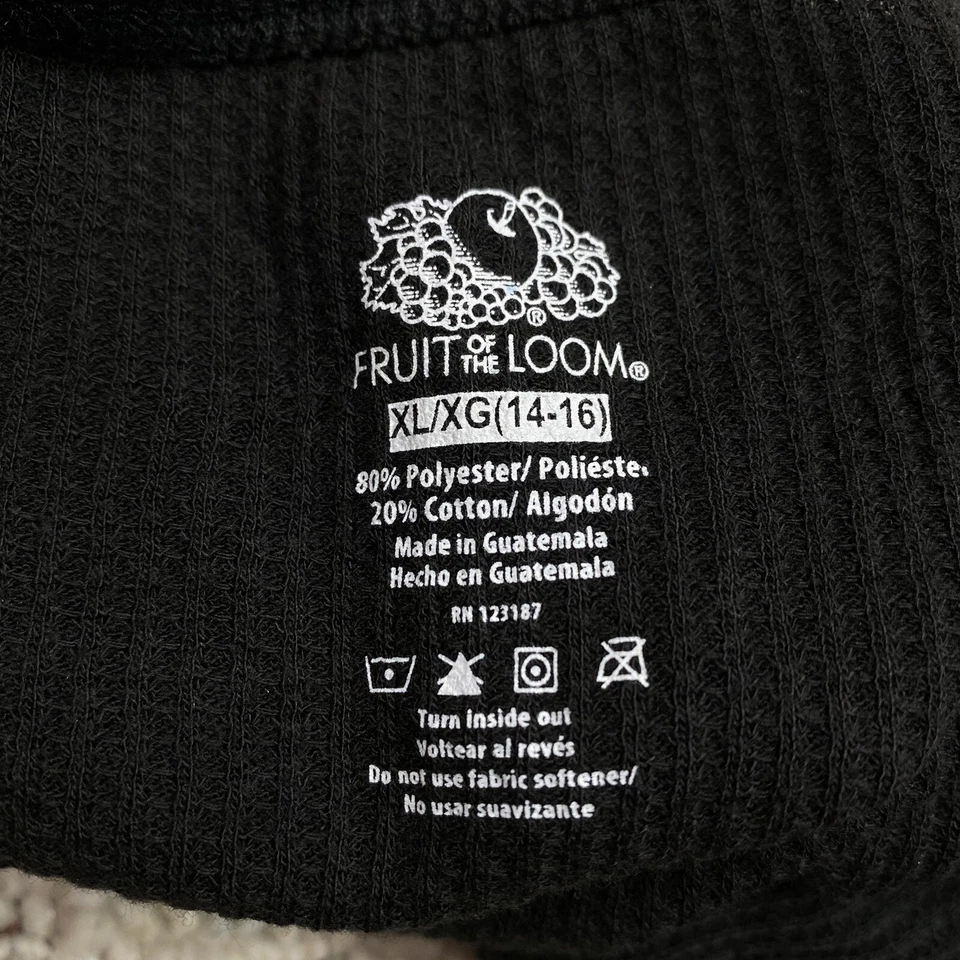 ®
FRUIT OF THE LOOM®
XL/XG(14-16)
80% Polyester/ Poliéster
20% Cotton/ Algodón
Made in Guatemala
Hecho en Guatemala
RN 123187
Turn inside out
Voltear al revés
Do not use fabric softener/
No usar suavizante